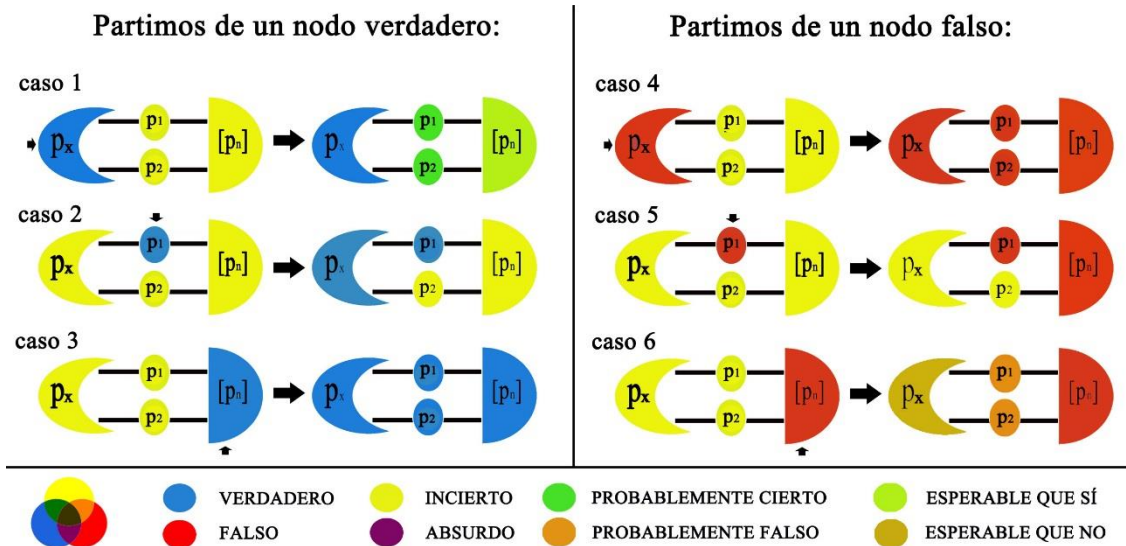 Partimos de un nodo verdadero:
caso 1
px p1 p2 [pn] px p1 p2 [pn]
caso 2
px p1 p2 [pn] px p1 p2 [pn]
caso 3
px p1 p2 [pn] px p1 p2 [pn]
Partimos de un nodo falso:
caso 4
px p1 p2 [pn] px p1 p2 [pn]
caso 5
px p1 p2 [pn] px p1 p2 [pn]
caso 6
px p1 p2 [pn] px p1 p2 [pn]
VERDADERO INCIERTO PROBABLEMENTE CIERTO ESPERABLE QUE SÍ
FALSO ABSURDO PROBABLEMENTE FALSO ESPERABLE QUE NO